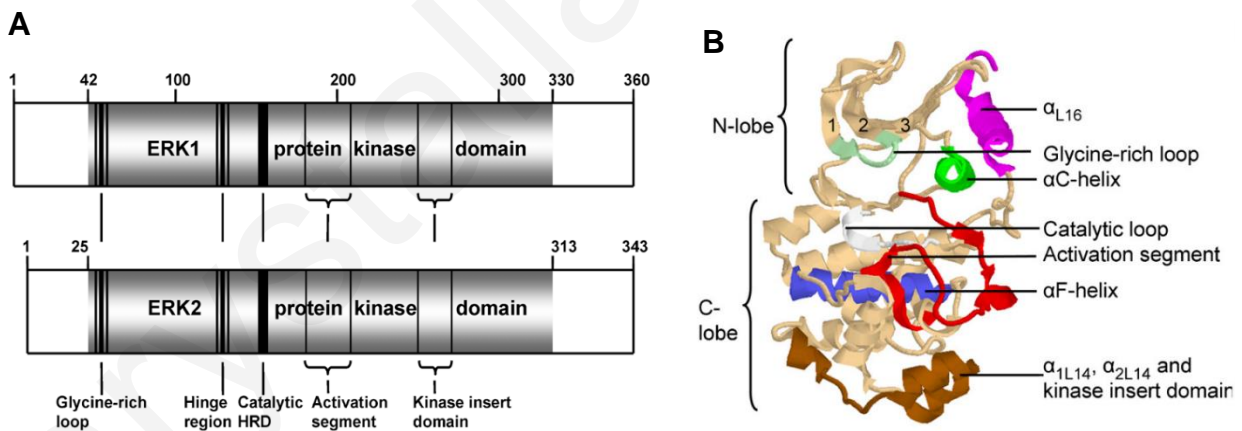 A
1 42 100 200 300 330 360
ERK1 protein kinase domain
1 25 313 343
ERK2 protein kinase domain
Glycine-rich
loop
Hinge
region
Catalytic
HRD
Activation
segment
Kinase insert
domain
B
N-lobe
1 2 3
αL16
Glycine-rich loop
αC-helix
Catalytic loop
Activation segment
αF-helix
C-
lobe
α1L14, α2L14 and
kinase insert domain